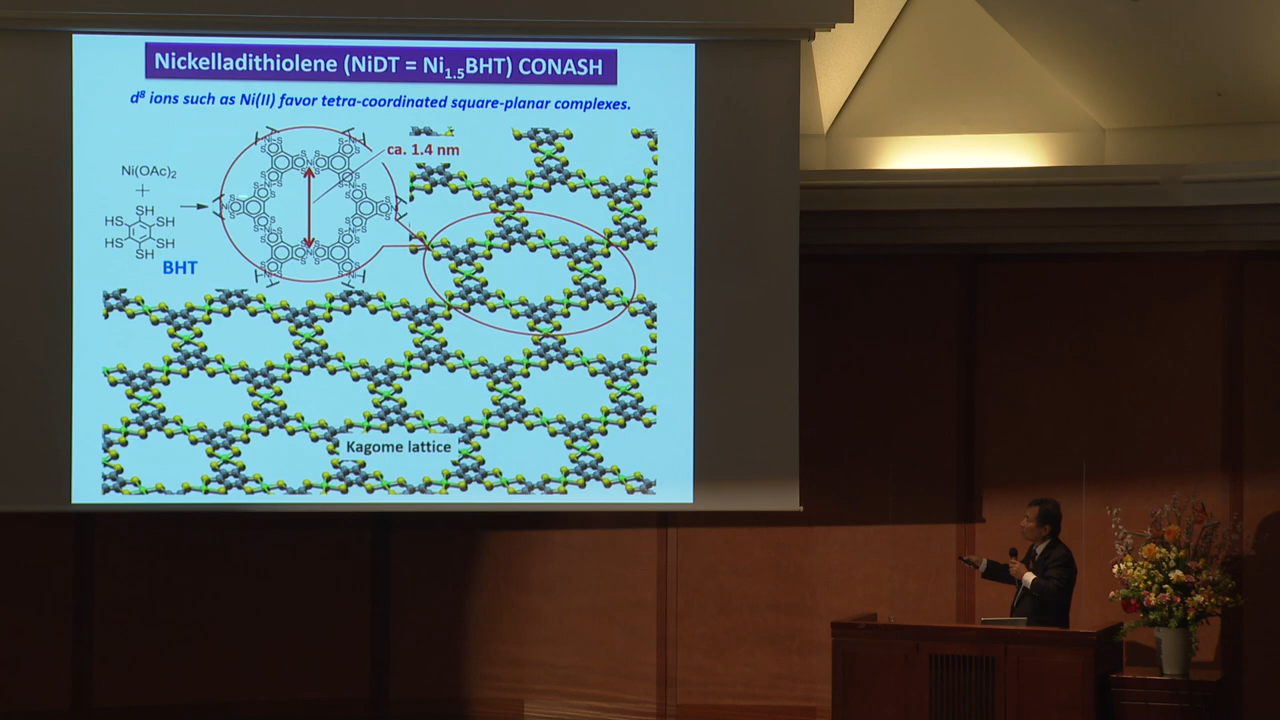 Nickelladithiolene (NiDT = Ni1.5BHT) CONASH
d8 ions such as Ni(II) favor tetra-coordinated square-planar complexes.
ca. 1.4 nm
Ni(OAc)2
+
SH
HS
SH
HS
SH
SH
BHT
Kagome lattice